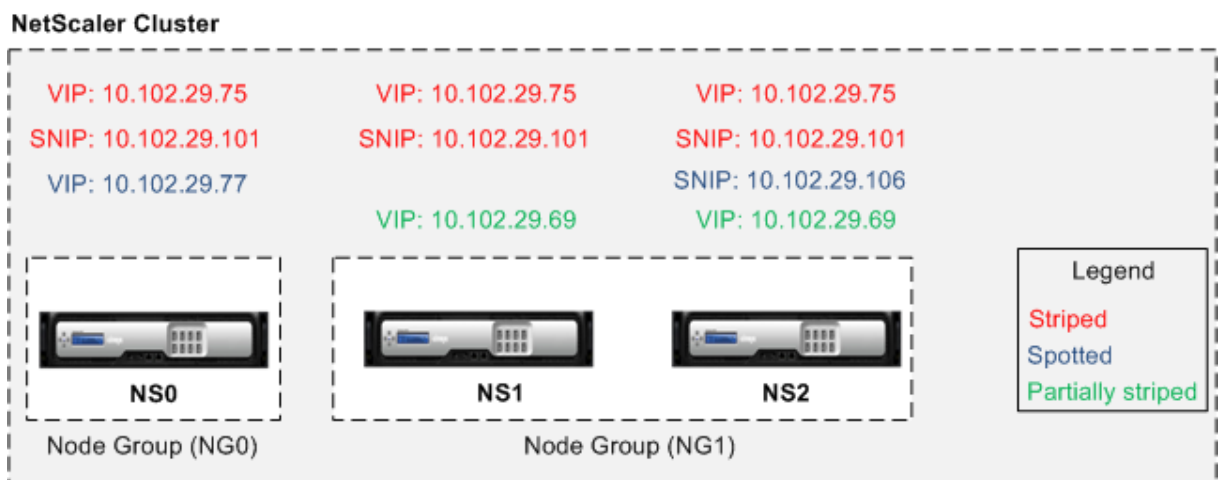 NetScaler Cluster
VIP: 10.102.29.75 VIP: 10.102.29.75 VIP: 10.102.29.75
SNIP: 10.102.29.101 SNIP: 10.102.29.101 SNIP: 10.102.29.101
VIP: 10.102.29.77 SNIP: 10.102.29.106
VIP: 10.102.29.69 VIP: 10.102.29.69
Legend
Striped
Spotted
Partially striped
NS0 NS1 NS2
Node Group (NG0) Node Group (NG1)